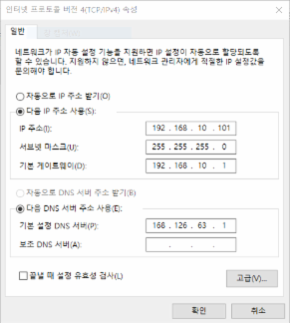 인터넷 프로토콜 버전 4(TCP/IPv4) 속성
일반
네트워크가 IP 자동 설정 기능을 지원하면 IP 설정이 자동으로 할당되도록
할 수 있습니다. 지원하지 않으면, 네트워크 관리자에게 적절한 IP 설정값을
문의해야 합니다.
자동으로 IP 주소 받기(O)
다음 IP 주소 사용(S):
IP 주소(I): 192 . 168 . 10 . 101
서브넷 마스크(U): 255 . 255 . 255 . 0
기본 게이트웨이(D): 192 . 168 . 10 . 1
자동으로 DNS 서버 주소 받기(B)
다음 DNS 서버 주소 사용(E):
기본 설정 DNS 서버(P): 168 . 126 . 63 . 1
보조 DNS 서버(A): . . .
끝낼 때 설정 유효성 검사(L)
고급(V)...
확인
취소